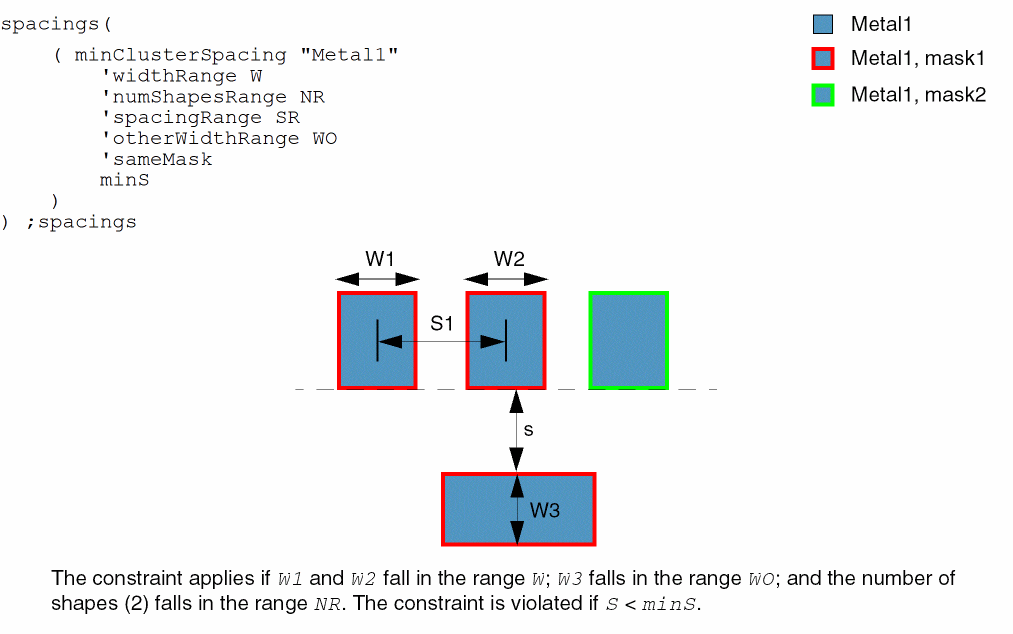 spacings(
( minClusterSpacing "Metal1"
'widthRange W
'numShapesRange NR
'spacingRange SR
'otherWidthRange WO
'sameMask
minS
)
) ;spacings
Metal1
Metal1, mask1
Metal1, mask2
W1
W2
S1
s
W3
The constraint applies if W1 and W2 fall in the range W; W3 falls in the range WO; and the number of
shapes (2) falls in the range NR. The constraint is violated if S < minS.